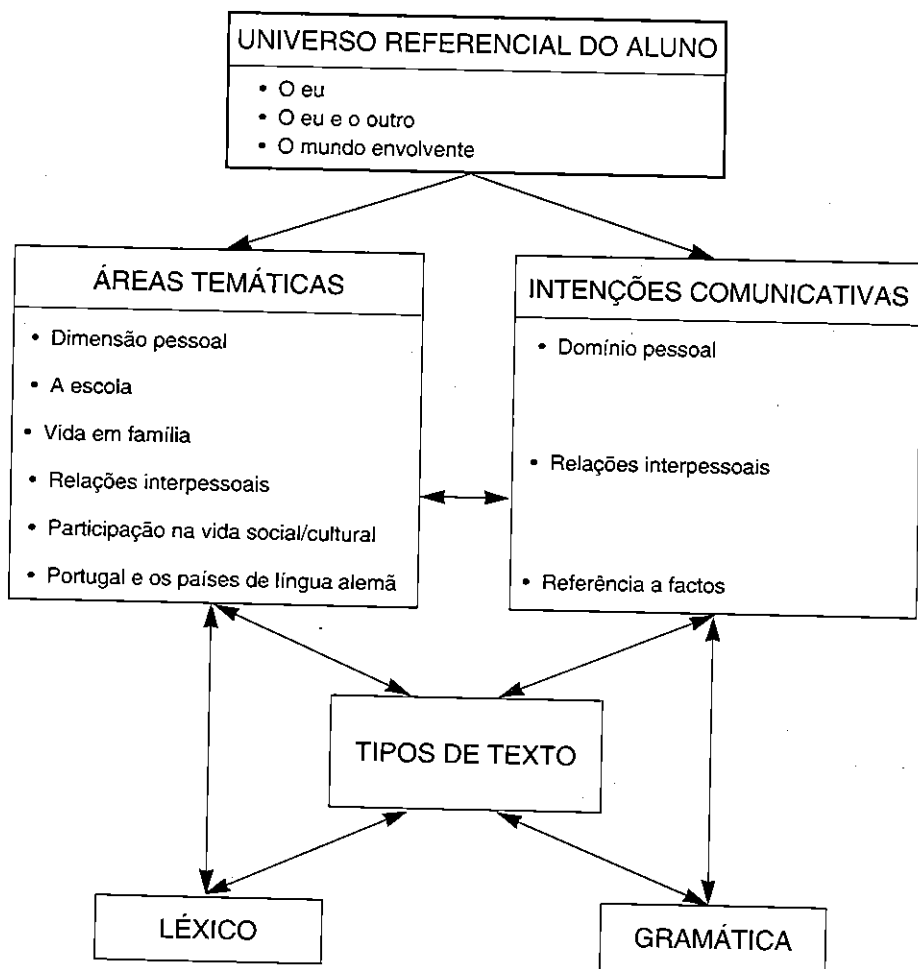 UNIVERSO REFERENCIAL DO ALUNO
• O eu
• O eu e o outro
• O mundo envolvente
ÁREAS TEMÁTICAS
• Dimensão pessoal
• A escola
• Vida em família
• Relações interpessoais
• Participação na vida social/cultural
• Portugal e os países de língua alemã
INTENÇÕES COMUNICATIVAS
• Domínio pessoal
• Relações interpessoais
• Referência a factos
TIPOS DE TEXTO
LÉXICO
GRAMÁTICA